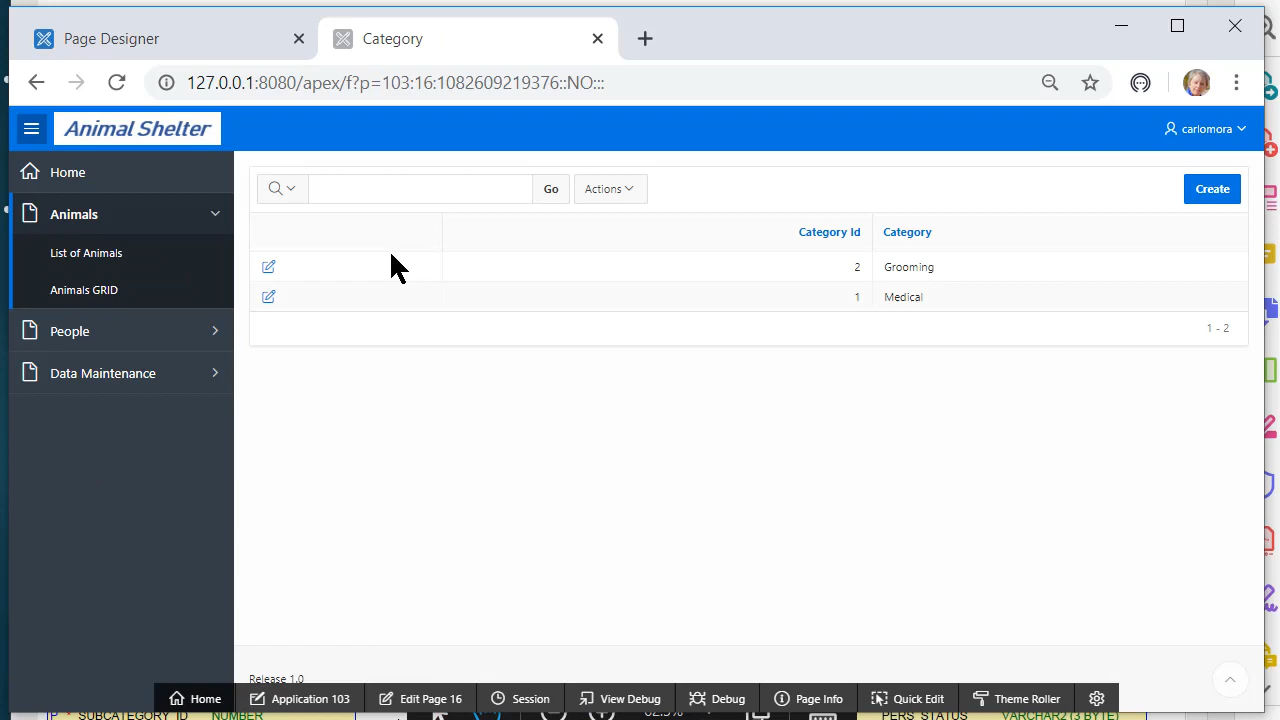 Page Designer
Category
127.0.0.1:8080/apex/f?p=103:16:1082609219376::NO:::
Animal Shelter
carlomora
Home
Animals
List of Animals
Animals GRID
People
Data Maintenance
Go
Actions
Create
Category Id
Category
2
Grooming
1
Medical
1 - 2
Release 1.0
Home
Application 103
Edit Page 16
Session
View Debug
Debug
Page Info
Quick Edit
Theme Roller
P * SUBCATEGORY_ID NUMBER
PERS_STATUS VARCHAR2 (3 BYTE)